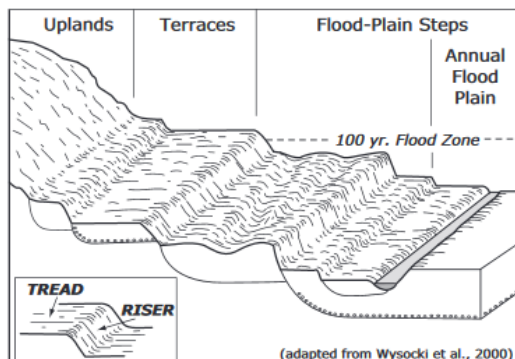 Uplands
Terraces
Flood-Plain Steps
Annual
Flood
Plain
100 yr. Flood Zone
TREAD
RISER
(adapted from Wysocki et al., 2000)